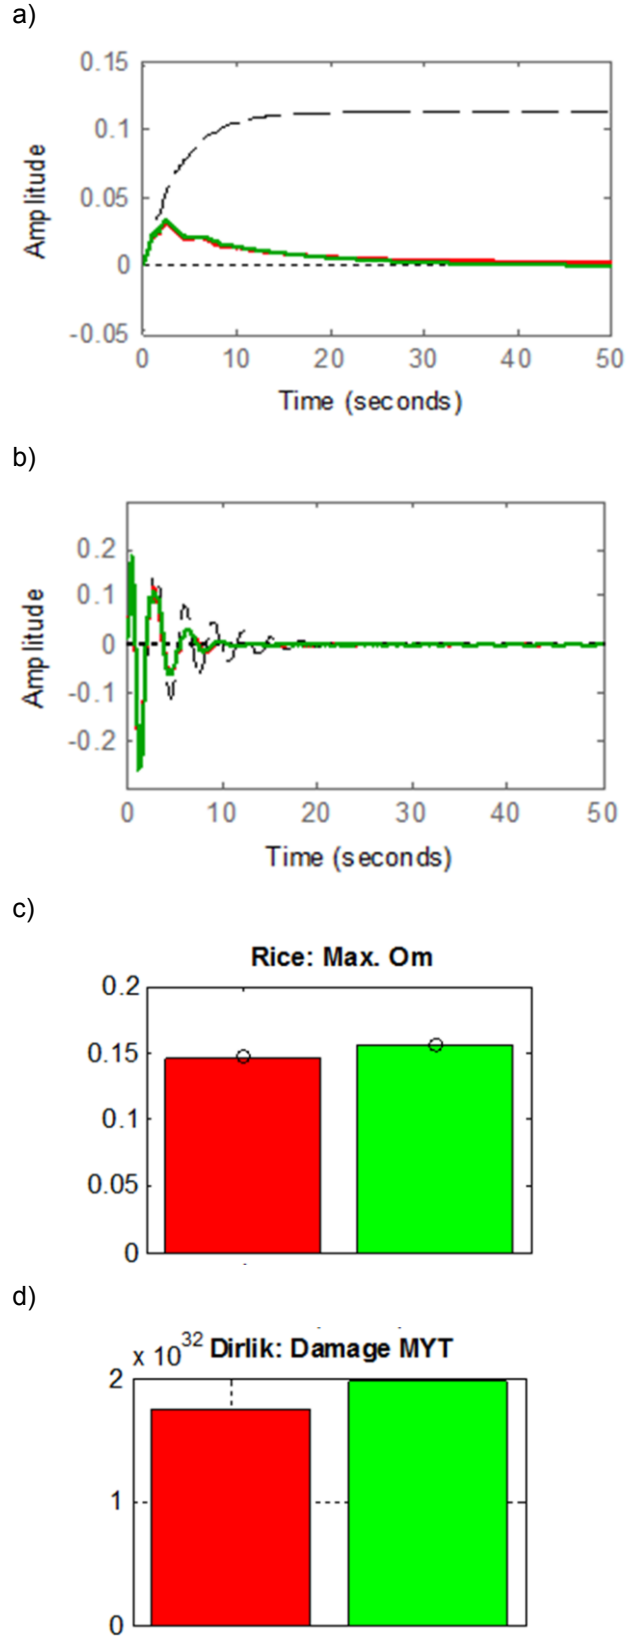 a)
0.15
0.1
0.05
0
-0.05
Amplitude
0 10 20 30 40 50
Time (seconds)
b)
0.2
0.1
0
-0.1
-0.2
Amplitude
0 10 20 30 40 50
Time (seconds)
c)
Rice: Max. Om
0.2
0.15
0.1
0.05
0
d)
x 10^32 Dirlik: Damage MYT
2
1
0